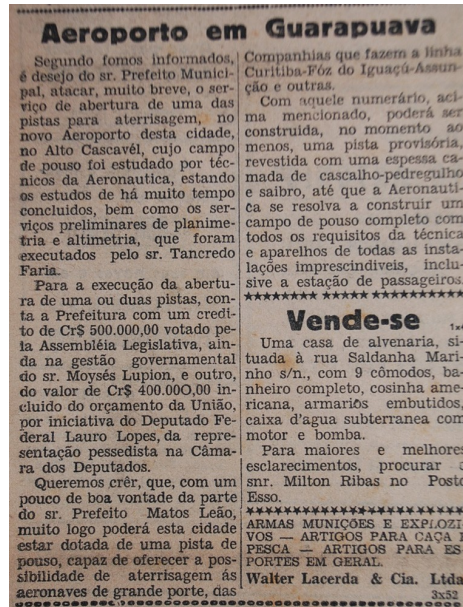 Aeroporto em Guarapuava
Segundo fomos informados,
é desejo do sr. Prefeito Munici-
pal, atacar, muito breve, o ser-
viço de abertura de uma das
pistas para aterrisagem, no
novo Aeroporto desta cidade,
no Alto Cascavél, cujo campo
de pouso foi estudado por téc-
nicos da Aeronautica, estando
os estudos de há muito tempo
concluidos, bem como os ser-
viços preliminares de planime-
tria e altimetria, que foram
executados pelo sr. Tancredo
Faria.
Para a execução da abertu-
ra de uma ou duas pistas, con-
ta a Prefeitura com um credi-
to de Cr$ 500.000,00 votado pe-
la Assembléia Legislativa, ain-
da na gestão governamental
do sr. Moysés Lupion, e outro,
do valor de Cr$ 400.000,00 in-
cluido do orçamento da União,
por iniciativa do Deputado Fe-
deral Lauro Lopes, da repre-
sentação pessedista na Câma-
ra dos Deputados.
Queremos crêr, que, com um
pouco de boa vontade da parte
do sr. Prefeito Matos Leão,
muito logo poderá esta cidade
estar dotada de uma pista de
pouso, capaz de oferecer a pos-
sibilidade de aterrisagem ás
aeronaves de grande porte, das
Companhias que fazem a linha
Curitiba-Fóz do Iguaçú-Assun-
ção e outras.
Com aquele numerário, aci-
ma mencionado, poderá ser
construida, no momento ao
menos, uma pista provisória,
revestida com uma espessa ca-
mada de cascalho-pedregulho
e saibro, até que a Aeronauti-
ca se resolva a construir um
campo de pouso completo com
todos os requisitos da técnica
e aparelhos de todas as insta-
lações imprescindiveis, inclu-
sive a estação de passageiros.
Vende-se
Uma casa de alvenaria, si-
tuada à rua Saldanha Mari-
nho s/n., com 9 cômodos, ba-
nheiro completo, cosinha ame-
ricana, armariôs embutidos,
caixa d'agua subterranea com
motor e bomba.
Para maiores e melhores
esclarecimentos, procurar
snr. Milton Ribas no Posto
Esso.
ARMAS MUNIÇÕES E EXPLOZI
VOS — ARTIGOS PARA CAÇA
PESCA — ARTIGOS PARA ES
PORTES EM GERAL.
Walter Lacerda & Cia. Ltda
3x52